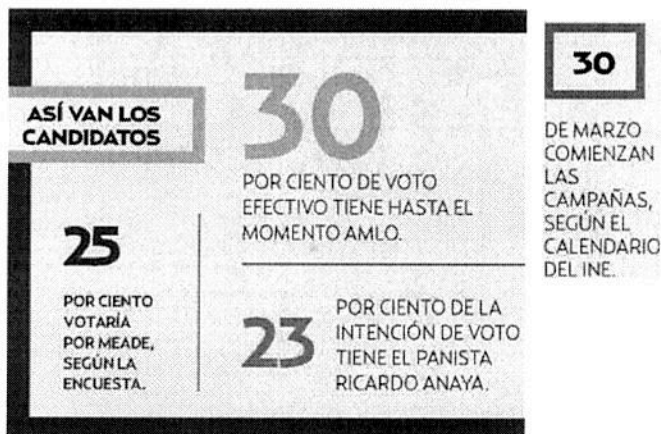 ASÍ VAN LOS
CANDIDATOS
30
POR CIENTO DE VOTO
EFECTIVO TIENE HASTA EL
MOMENTO AMLO.
25
POR CIENTO
VOTARÍA
POR MEADE,
SEGÚN LA
ENCUESTA.
23
POR CIENTO DE LA
INTENCIÓN DE VOTO
TIENE EL PANISTA
RICARDO ANAYA.
30
DE MARZO
COMIENZAN
LAS
CAMPAÑAS,
SEGÚN EL
CALENDARIO
DEL INE.